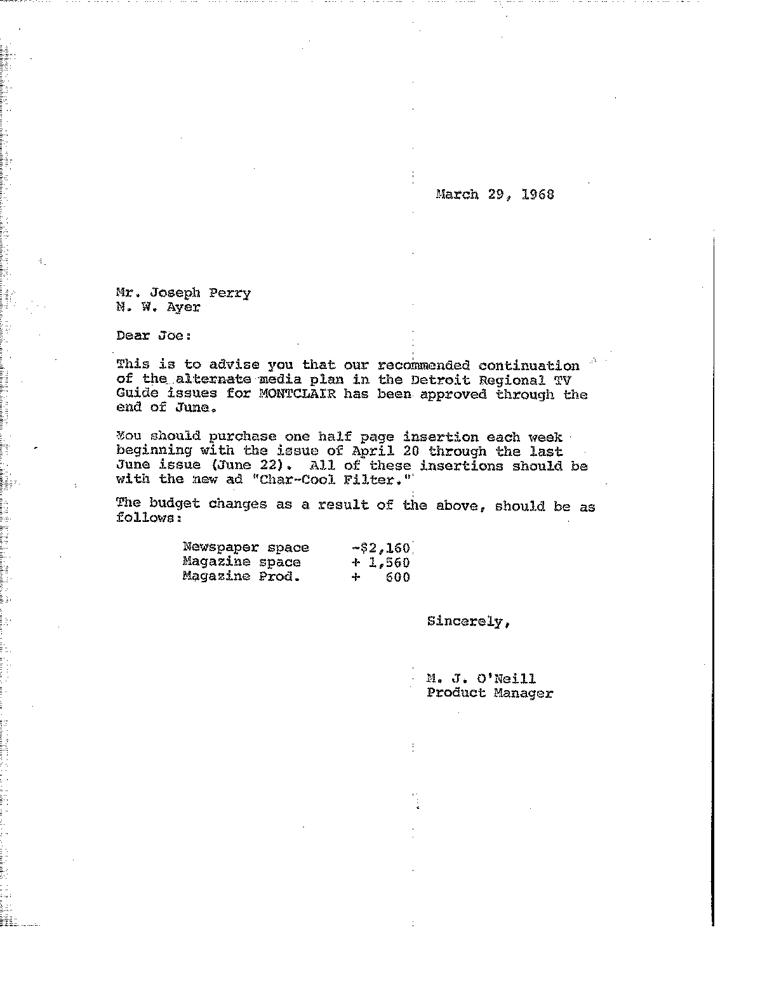 March 29, 1968
Mr. Joseph Perry
N. W. Ayer
Dear Joe:
This is to advise you that our recommended continuation
of the alternate media plan in the Detroit Regional TV
Guide issues for MONTCLAIR has been approved through the
end of June.
You should purchase one half page insertion each week
beginning with the issue of April 20 through the last
June issue (June 22). All of these insertions should be
with the new ad "Char-Cool Filter."
The budget changes as a result of the above, should be as
follows:
Newspaper space -$2,160
Magazine space + 1,560
Magazine Prod. + 600
Sincerely,
M. J. O'Neill
Product Manager